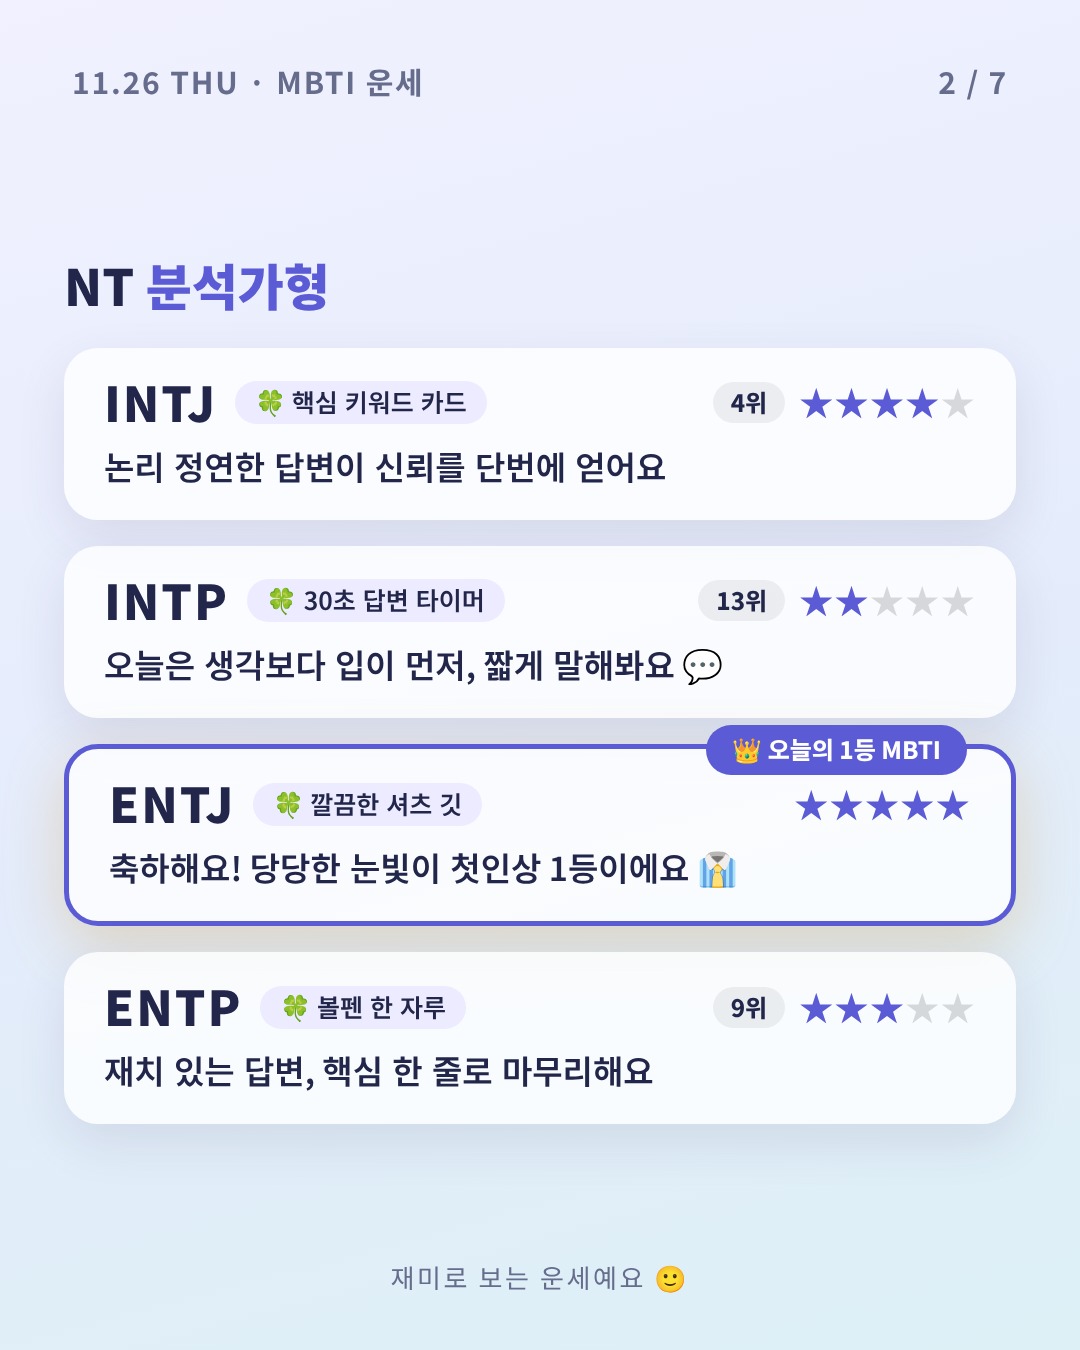 11.26 THU · MBTI 운세
2 / 7
NT 분석가형
INTJ 🍀 핵심 키워드 카드 4위 ★★★★★
논리 정연한 답변이 신뢰를 단번에 얻어요
INTP 🍀 30초 답변 타이머 13위 ★★★★★
오늘은 생각보다 입이 먼저, 짧게 말해봐요 💬
👑 오늘의 1등 MBTI
ENTJ 🍀 깔끔한 셔츠 깃 ★★★★★
축하해요! 당당한 눈빛이 첫인상 1등이에요 👔
ENTP 🍀 볼펜 한 자루 9위 ★★★★★
재치 있는 답변, 핵심 한 줄로 마무리해요
재미로 보는 운세예요 🙂